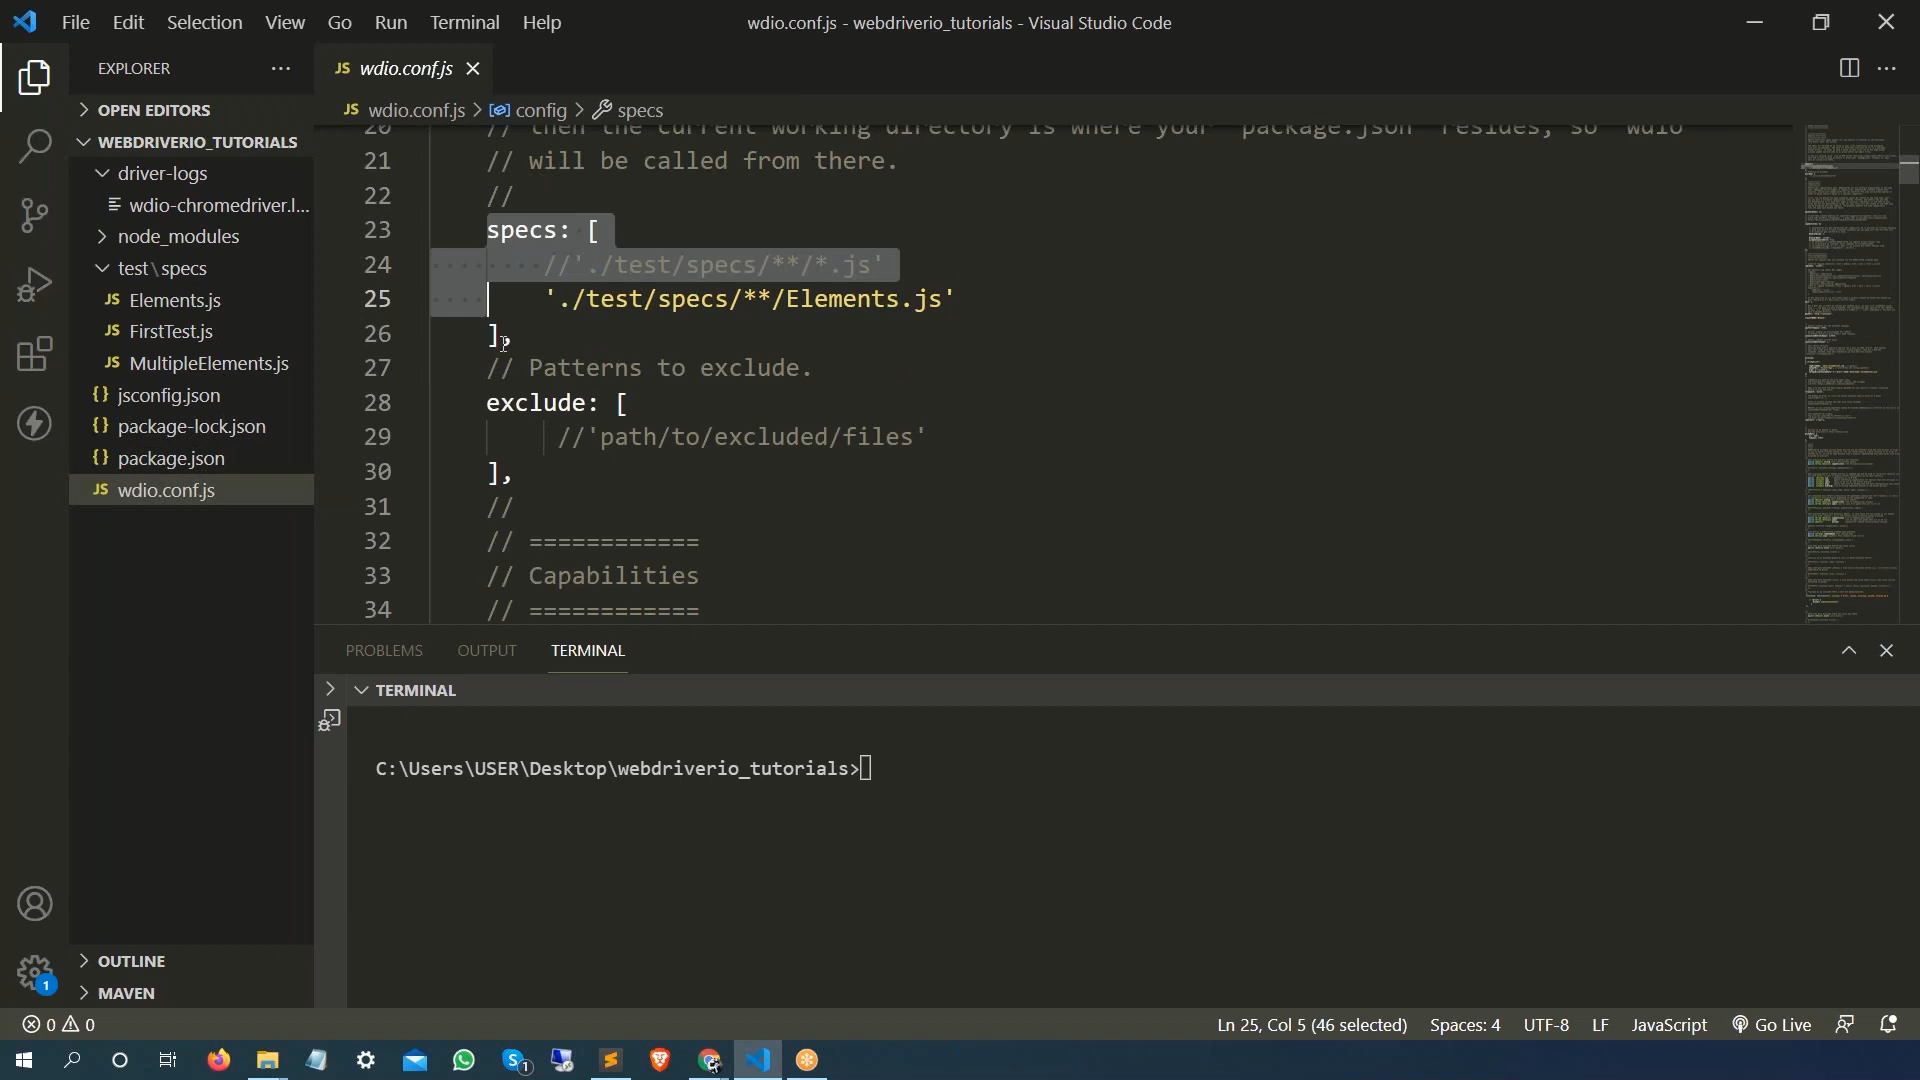 File Edit Selection View Go Run Terminal Help
wdio.conf.js - webdriverio_tutorials - Visual Studio Code
EXPLORER
JS wdio.conf.js
OPEN EDITORS
JS wdio.conf.js > config > specs
WEBDRIVERIO_TUTORIALS
driver-logs
wdio-chromedriver.l...
node_modules
test\specs
JS Elements.js
JS FirstTest.js
JS MultipleElements.js
{} jsconfig.json
{} package-lock.json
{} package.json
JS wdio.conf.js
OUTLINE
MAVEN
20 // then the current working directory is where your `package.json` resides, so `wdio`
21 // will be called from there.
22 //
23 specs: [
24 //'./test/specs/**/*.js'
25 './test/specs/**/Elements.js'
26 ],
27 // Patterns to exclude.
28 exclude: [
29 //'path/to/excluded/files'
30 ],
31 //
32 // ============
33 // Capabilities
34 // ============
PROBLEMS OUTPUT TERMINAL
TERMINAL
C:\Users\USER\Desktop\webdriverio_tutorials>
1
0 0
Ln 25, Col 5 (46 selected) Spaces: 4 UTF-8 LF JavaScript Go Live
1